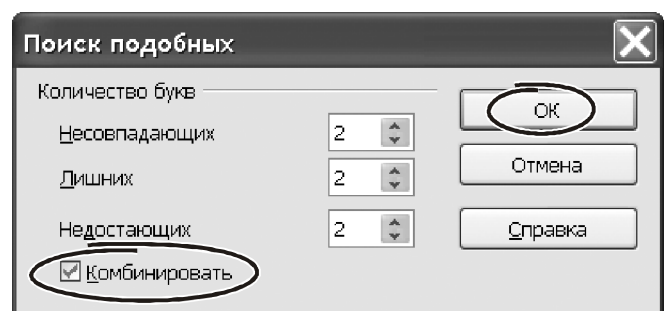 Поиск подобных
Количество букв
Несовпадающих 2
Лишних 2
Недостающих 2
Комбинировать
ОК
Отмена
Справка